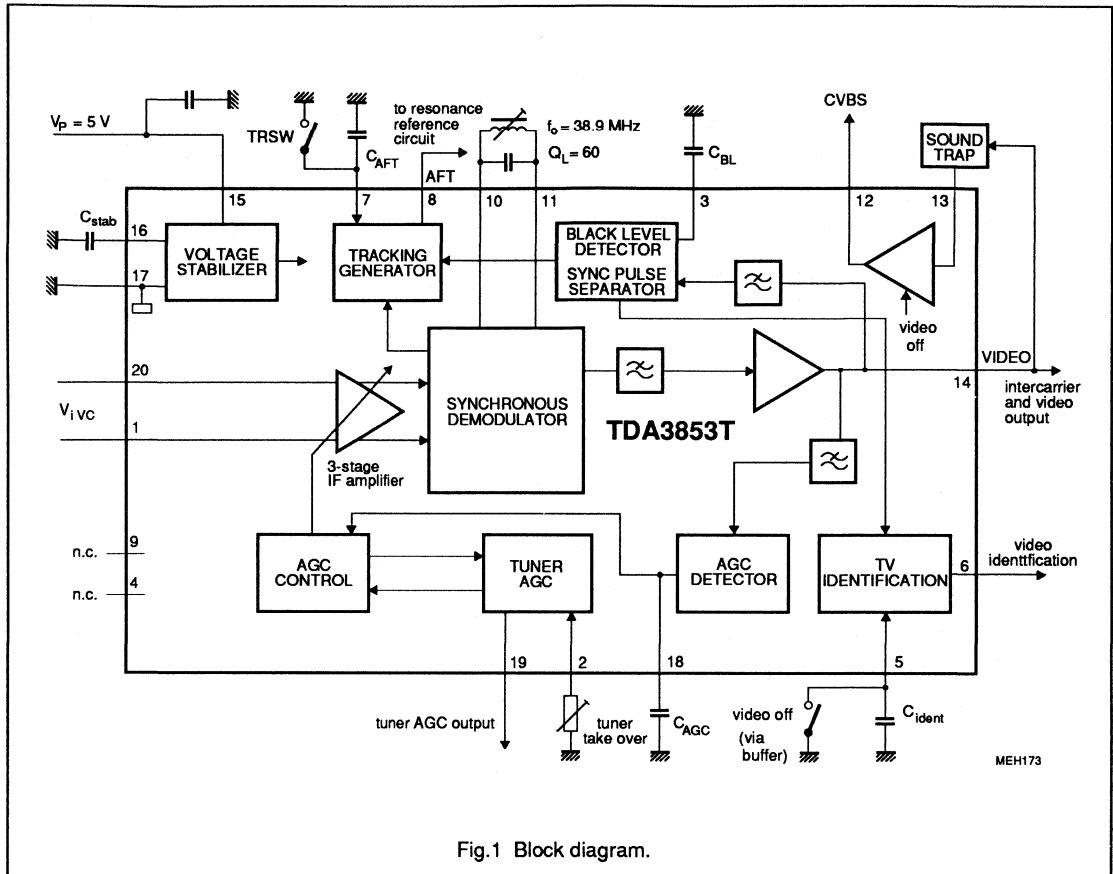 V_P = 5 V
TRSW
C_AFT
to resonance
reference
circuit
AFT
f_o = 38.9 MHz
Q_L = 60
C_BL
CVBS
SOUND
TRAP
15
7
8
10
11
3
12
13
C_stab
16
17
VOLTAGE
STABILIZER
TRACKING
GENERATOR
BLACK LEVEL
DETECTOR
SYNC PULSE
SEPARATOR
video
off
VIDEO
14
intercarrier
and video
output
20
V_i VC
1
3-stage
IF amplifier
SYNCHRONOUS
DEMODULATOR
TDA3853T
n.c.
9
n.c.
4
AGC
CONTROL
TUNER
AGC
AGC
DETECTOR
TV
IDENTIFICATION
6
video
identtfication
19
2
18
5
tuner AGC output
tuner
take over
C_AGC
video off
(via
buffer)
C_ident
MEH173
Fig.1 Block diagram.